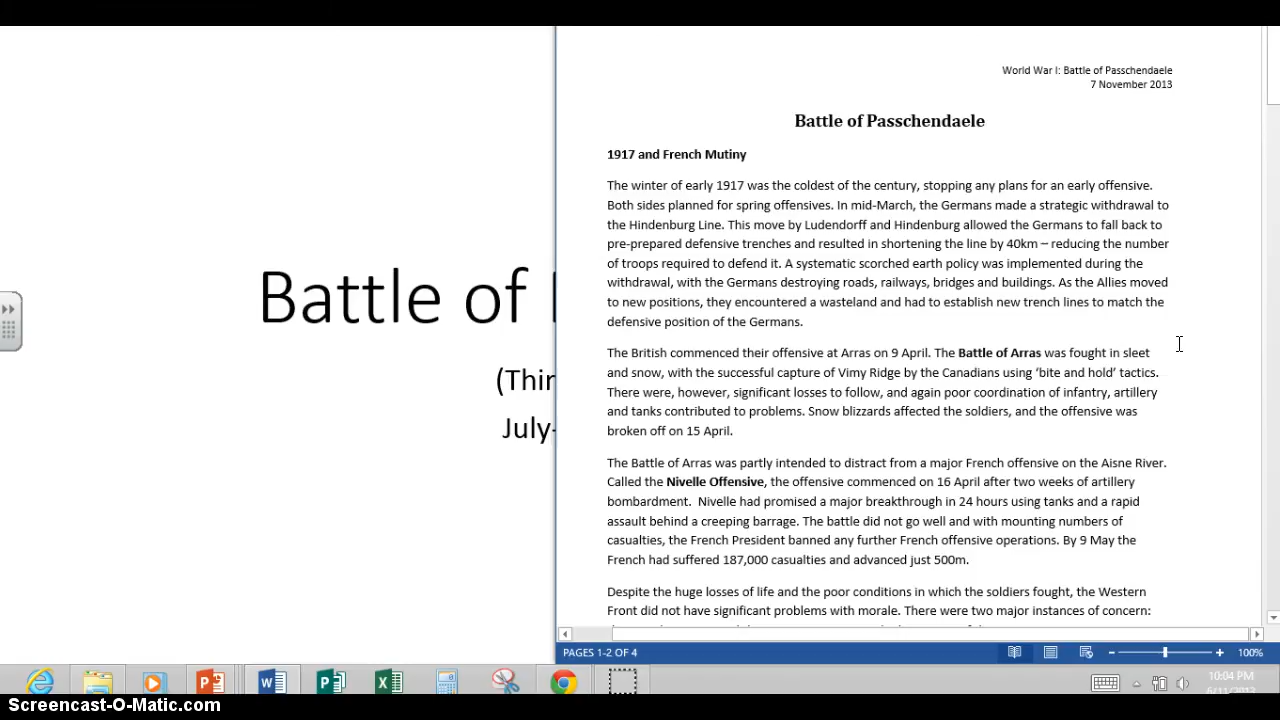 World War I: Battle of Passchendaele
7 November 2013
Battle of Passchendaele
1917 and French Mutiny
The winter of early 1917 was the coldest of the century, stopping any plans for an early offensive.
Both sides planned for spring offensives. In mid-March, the Germans made a strategic withdrawal to
the Hindenburg Line. This move by Ludendorff and Hindenburg allowed the Germans to fall back to
pre-prepared defensive trenches and resulted in shortening the line by 40km – reducing the number
of troops required to defend it. A systematic scorched earth policy was implemented during the
withdrawal, with the Germans destroying roads, railways, bridges and buildings. As the Allies moved
to new positions, they encountered a wasteland and had to establish new trench lines to match the
defensive position of the Germans.
The British commenced their offensive at Arras on 9 April. The Battle of Arras was fought in sleet
and snow, with the successful capture of Vimy Ridge by the Canadians using ‘bite and hold’ tactics.
There were, however, significant losses to follow, and again poor coordination of infantry, artillery
and tanks contributed to problems. Snow blizzards affected the soldiers, and the offensive was
broken off on 15 April.
The Battle of Arras was partly intended to distract from a major French offensive on the Aisne River.
Called the Nivelle Offensive, the offensive commenced on 16 April after two weeks of artillery
bombardment.  Nivelle had promised a major breakthrough in 24 hours using tanks and a rapid
assault behind a creeping barrage. The battle did not go well and with mounting numbers of
casualties, the French President banned any further French offensive operations. By 9 May the
French had suffered 187,000 casualties and advanced just 500m.
Despite the huge losses of life and the poor conditions in which the soldiers fought, the Western
Front did not have significant problems with morale. There were two major instances of concern:
Battle of
(Thir
July-
PAGES 1-2 OF 4
100%
10:04 PM
6/11/2013
Screencast-O-Matic.com